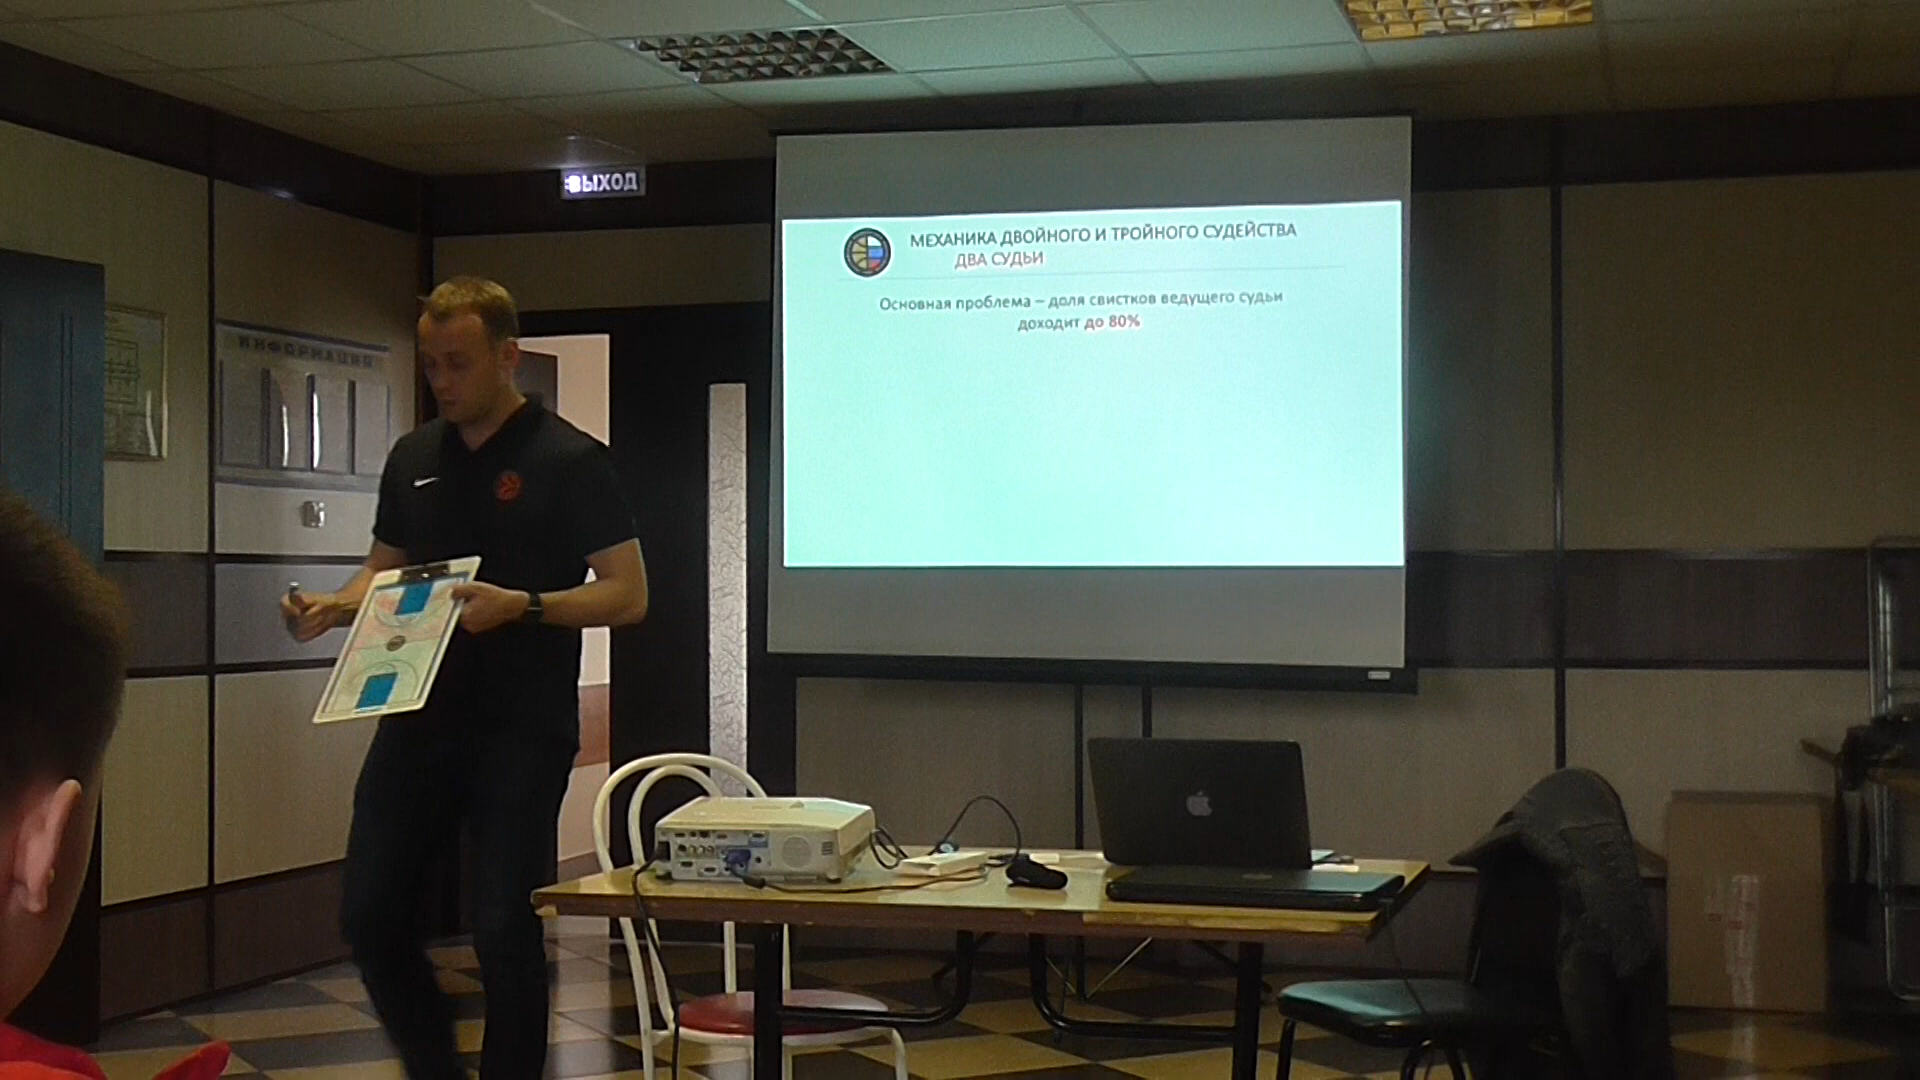 ВЫХОД
МЕХАНИКА ДВОЙНОГО И ТРОЙНОГО СУДЕЙСТВА
ДВА СУДЬИ
Основная проблема – доля свистков ведущего судьи
доходит до 80%
ИНФОРМАЦИЯ